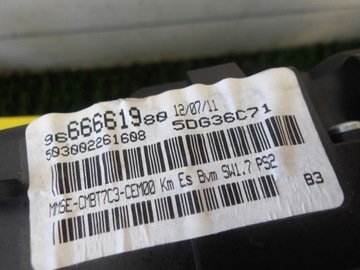 9666661980 12/07/11
503002261608 5DG36C71
MMSE-CMBT7C3-CEM00 Km Es Bvm SW1.7 PS2
B3